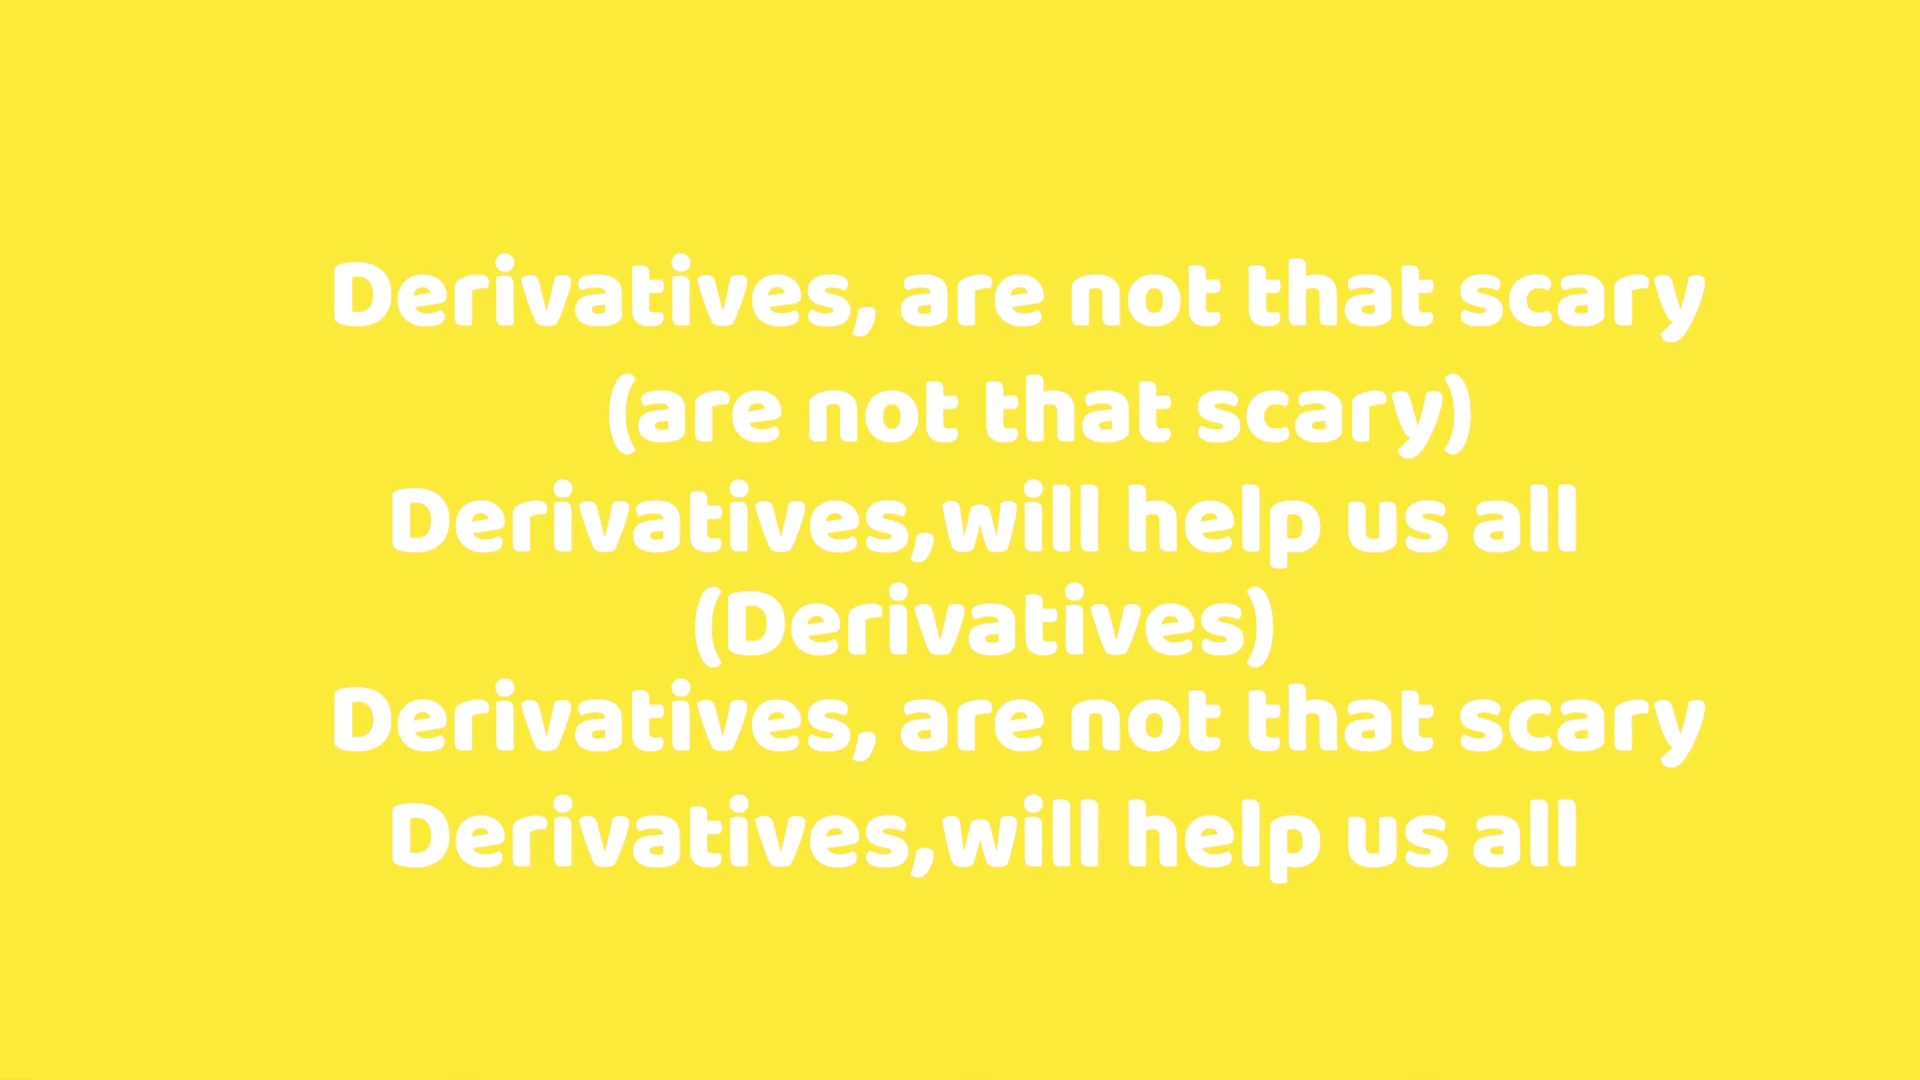 Derivatives, are not that scary
(are not that scary)
Derivatives,will help us all
(Derivatives)
Derivatives, are not that scary
Derivatives,will help us all